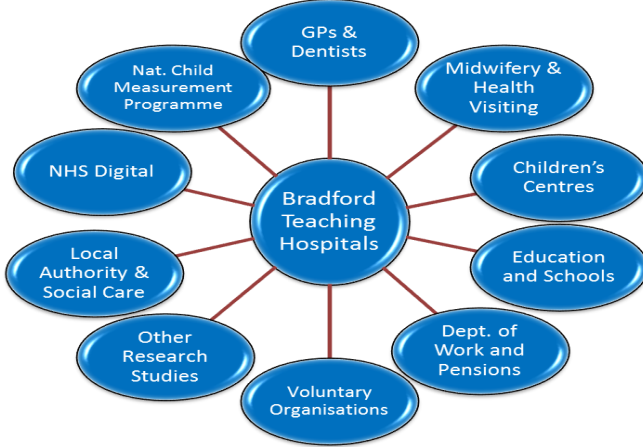 GPs &
Dentists
Midwifery &
Health
Visiting
Children's
Centres
Education
and Schools
Dept. of
Work and
Pensions
Voluntary
Organisations
Other
Research
Studies
Local
Authority &
Social Care
NHS Digital
Nat. Child
Measurement
Programme
Bradford
Teaching
Hospitals